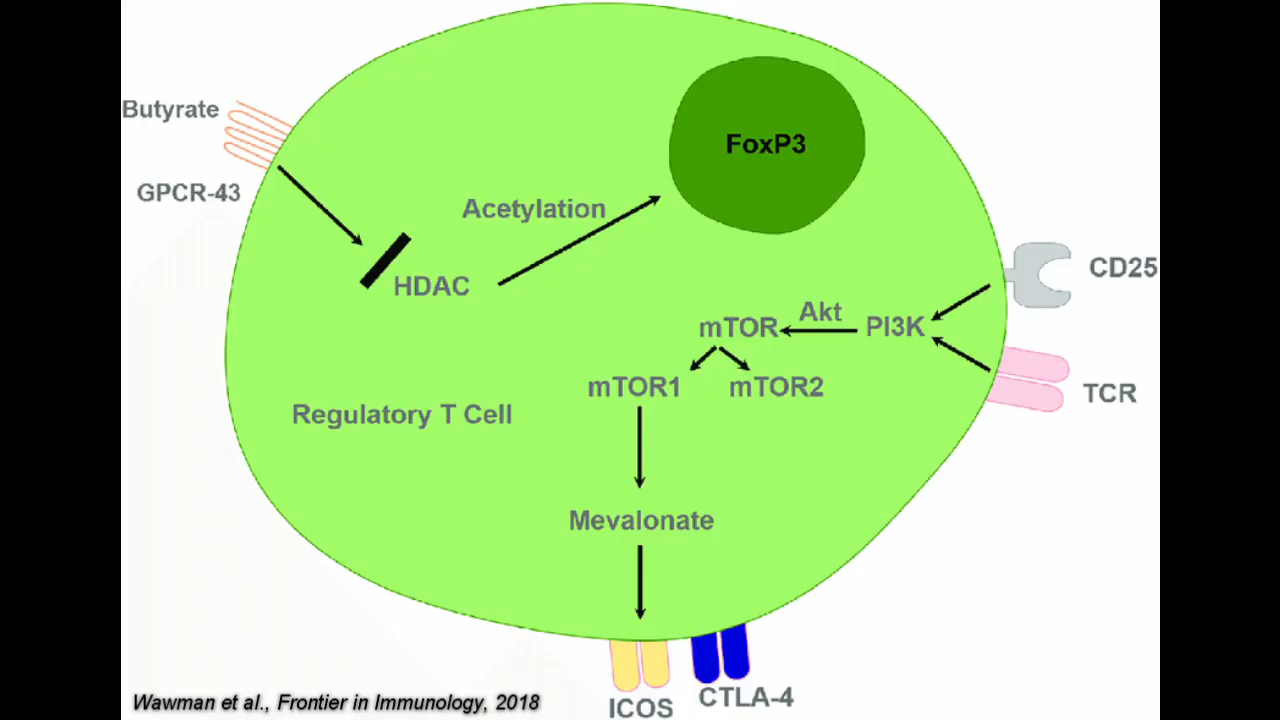 Butyrate
GPCR-43
FoxP3
Acetylation
HDAC
CD25
Akt
mTOR
PI3K
mTOR1
mTOR2
TCR
Regulatory T Cell
Mevalonate
ICOS
CTLA-4
Wawman et al., Frontier in Immunology, 2018